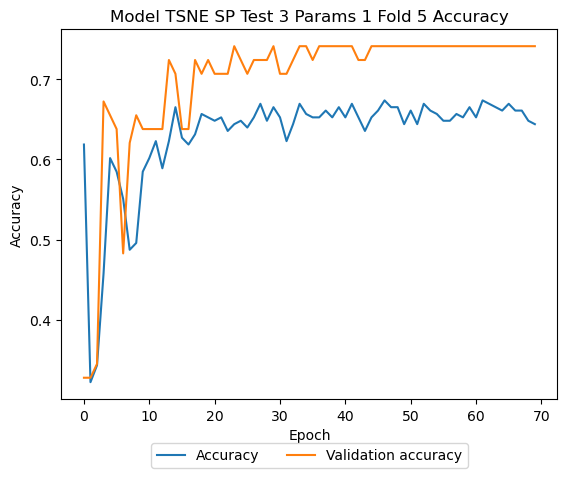 Model TSNE SP Test 3 Params 1 Fold 5 Accuracy
Accuracy
0.7
0.6
0.5
0.4
0 10 20 30 40 50 60 70
Epoch
Accuracy Validation accuracy